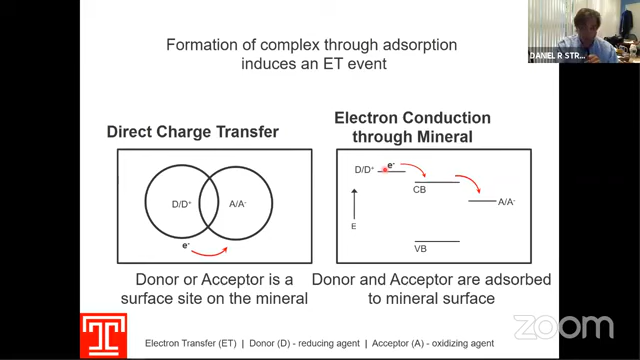 Formation of complex through adsorption
induces an ET event
DANIEL R STR...
Direct Charge Transfer
Electron Conduction
through Mineral
D/D⁺
A/A⁻
e⁻
D/D⁺
e⁻
CB
A/A⁻
E
VB
Donor or Acceptor is a
surface site on the mineral
Donor and Acceptor are adsorbed
to mineral surface
T
Electron Transfer (ET) | Donor (D) - reducing agent | Acceptor (A) - oxidizing agent
zoom